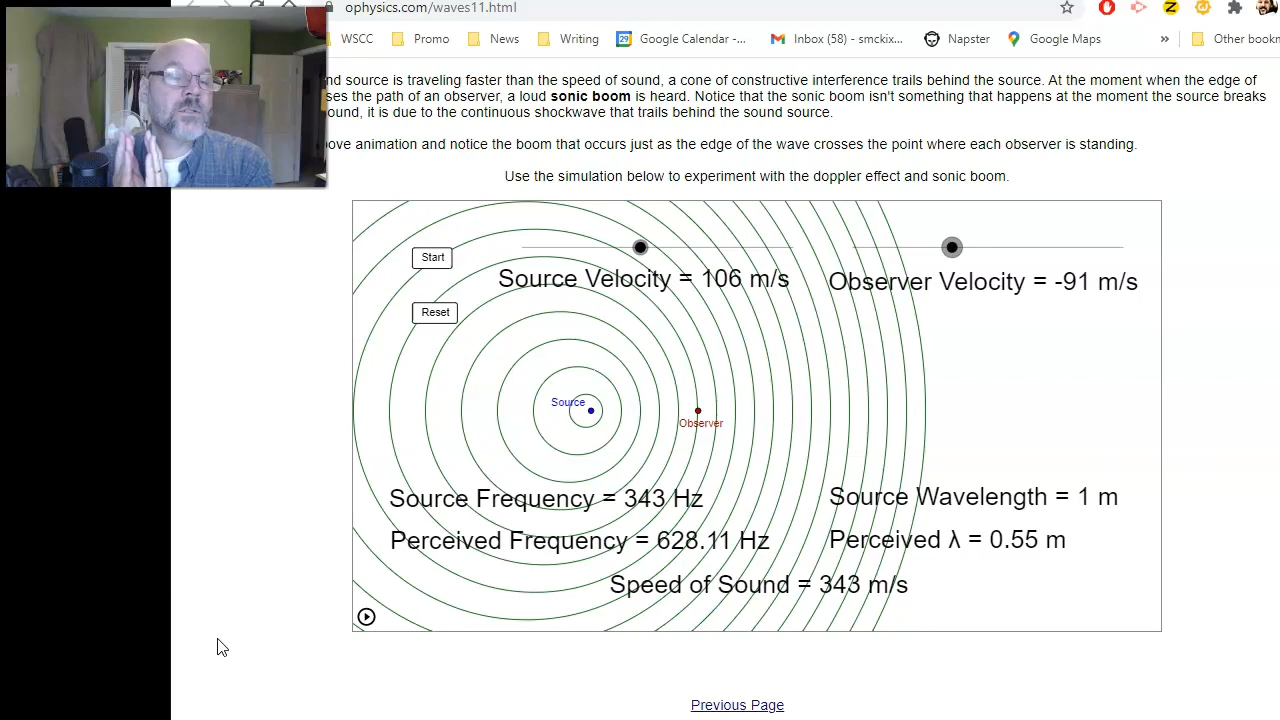 ophysics.com/waves11.html
WSCC Promo News Writing Google Calendar -... Inbox (58) - smckix... Napster Google Maps » Other bookm
nd source is traveling faster than the speed of sound, a cone of constructive interference trails behind the source. At the moment when the edge of
ses the path of an observer, a loud sonic boom is heard. Notice that the sonic boom isn't something that happens at the moment the source breaks
ound, it is due to the continuous shockwave that trails behind the sound source.
ove animation and notice the boom that occurs just as the edge of the wave crosses the point where each observer is standing.
Use the simulation below to experiment with the doppler effect and sonic boom.
Start
Source Velocity = 106 m/s Observer Velocity = -91 m/s
Reset
Source
Observer
Source Frequency = 343 Hz Source Wavelength = 1 m
Perceived Frequency = 628.11 Hz Perceived λ = 0.55 m
Speed of Sound = 343 m/s
Previous Page